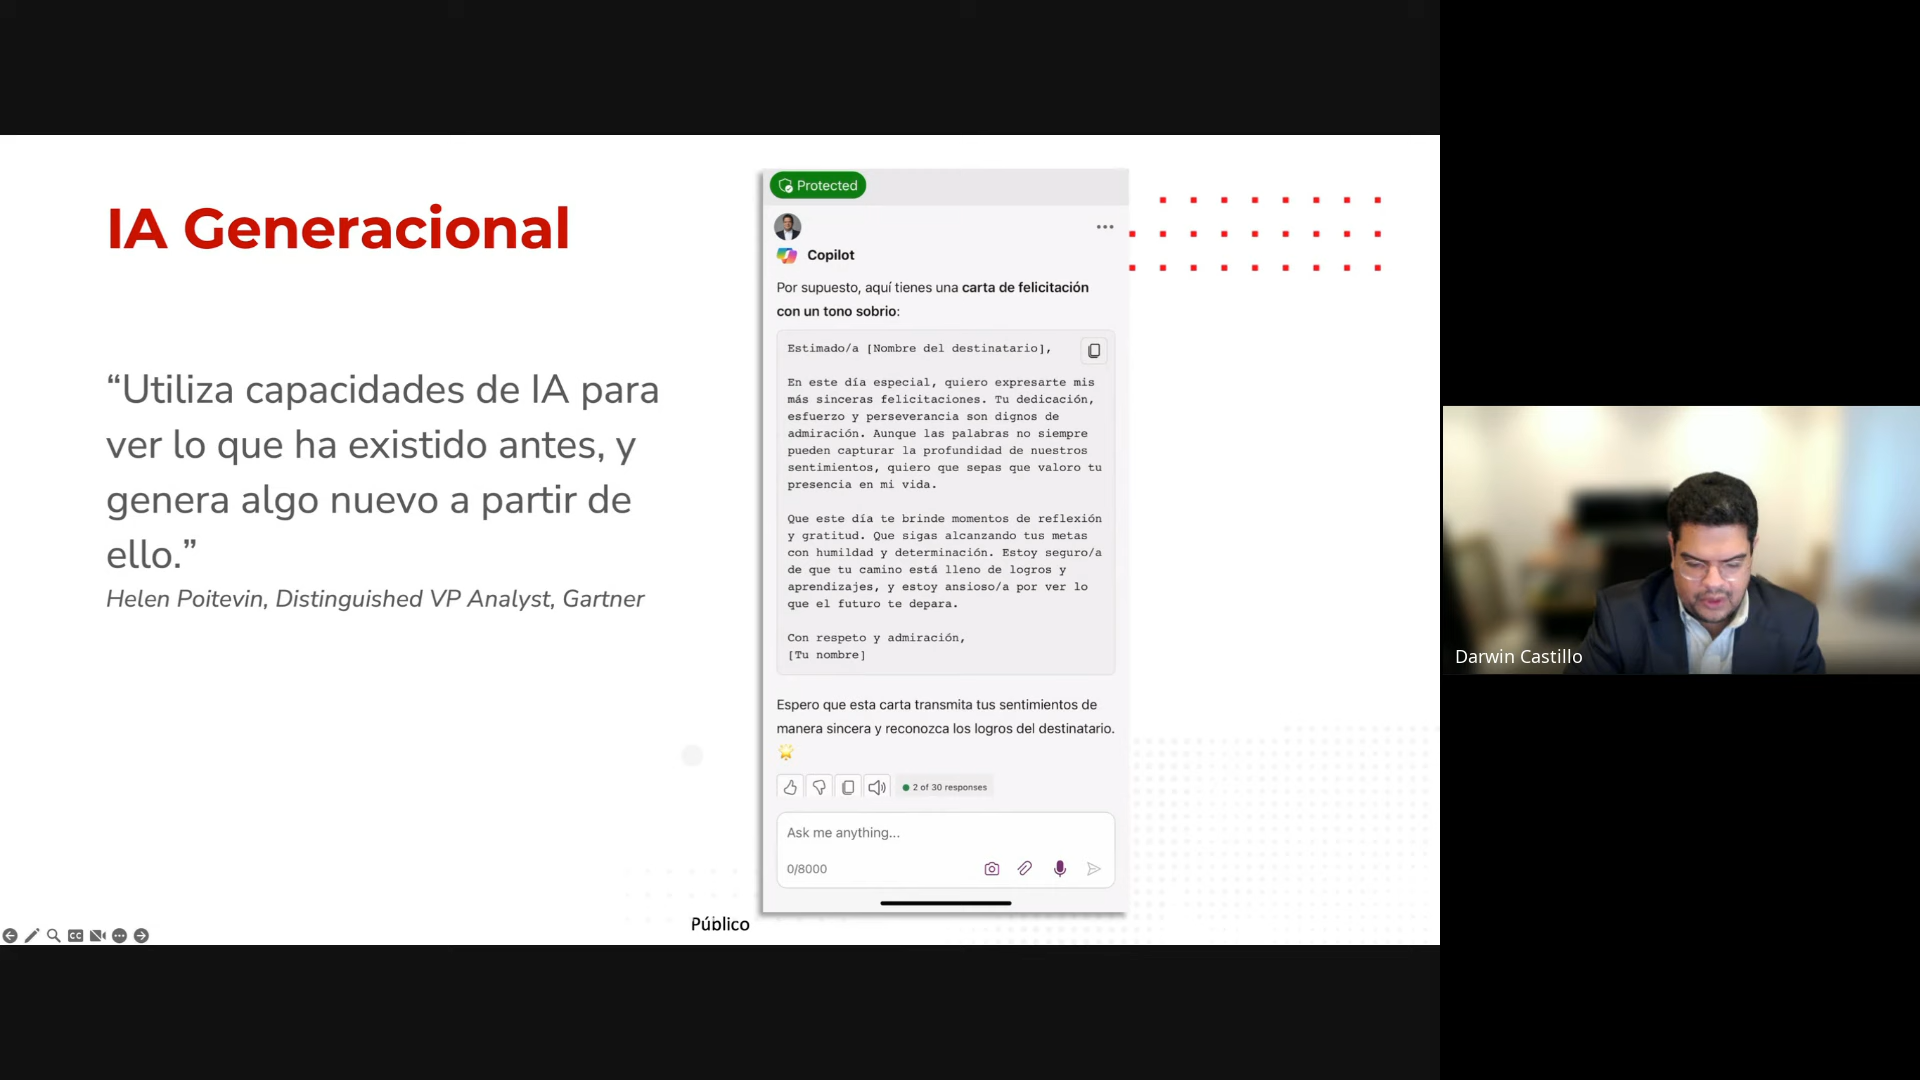 IA Generacional
“Utiliza capacidades de IA para
ver lo que ha existido antes, y
genera algo nuevo a partir de
ello.”
Helen Poitevin, Distinguished VP Analyst, Gartner
Protected
Copilot
Por supuesto, aquí tienes una carta de felicitación
con un tono sobrio:
Estimado/a [Nombre del destinatario],
En este día especial, quiero expresarte mis
más sinceras felicitaciones. Tu dedicación,
esfuerzo y perseverancia son dignos de
admiración. Aunque las palabras no siempre
pueden capturar la profundidad de nuestros
sentimientos, quiero que sepas que valoro tu
presencia en mi vida.
Que este día te brinde momentos de reflexión
y gratitud. Que sigas alcanzando tus metas
con humildad y determinación. Estoy seguro/a
de que tu camino está lleno de logros y
aprendizajes, y estoy ansioso/a por ver lo
que el futuro te depara.
Con respeto y admiración,
[Tu nombre]
Espero que esta carta transmita tus sentimientos de
manera sincera y reconozca los logros del destinatario.
2 of 30 responses
Ask me anything...
0/8000
Público
CC
Darwin Castillo